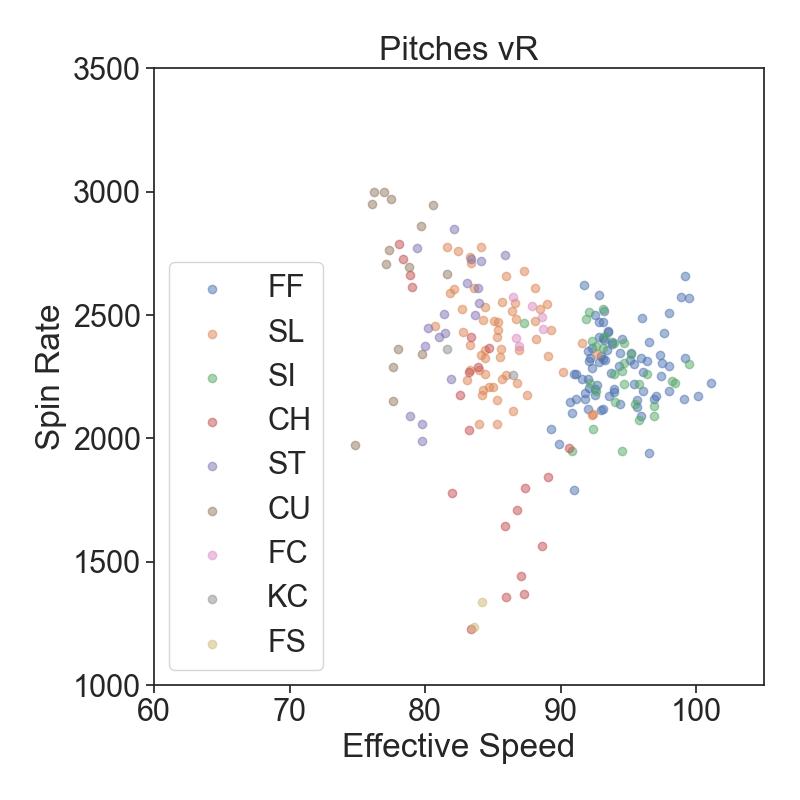 Pitches vR
3500
3000
2500
2000
1500
1000
Spin Rate
FF
SL
SI
CH
ST
CU
FC
KC
FS
60 70 80 90 100
Effective Speed